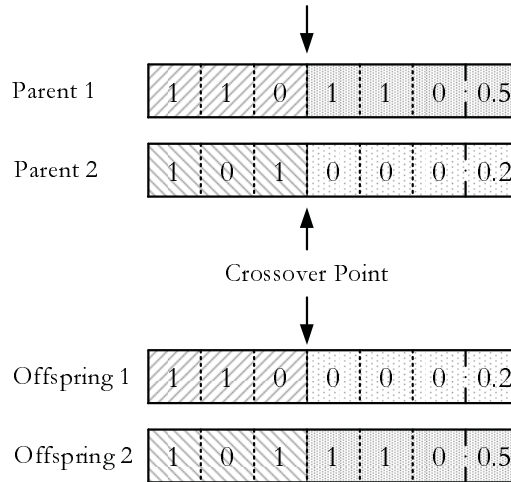 Parent 1 1 1 0 1 1 0 0.5
Parent 2 1 0 1 0 0 0 0.2
Crossover Point
Offspring 1 1 1 0 0 0 0 0.2
Offspring 2 1 0 1 1 1 0 0.5